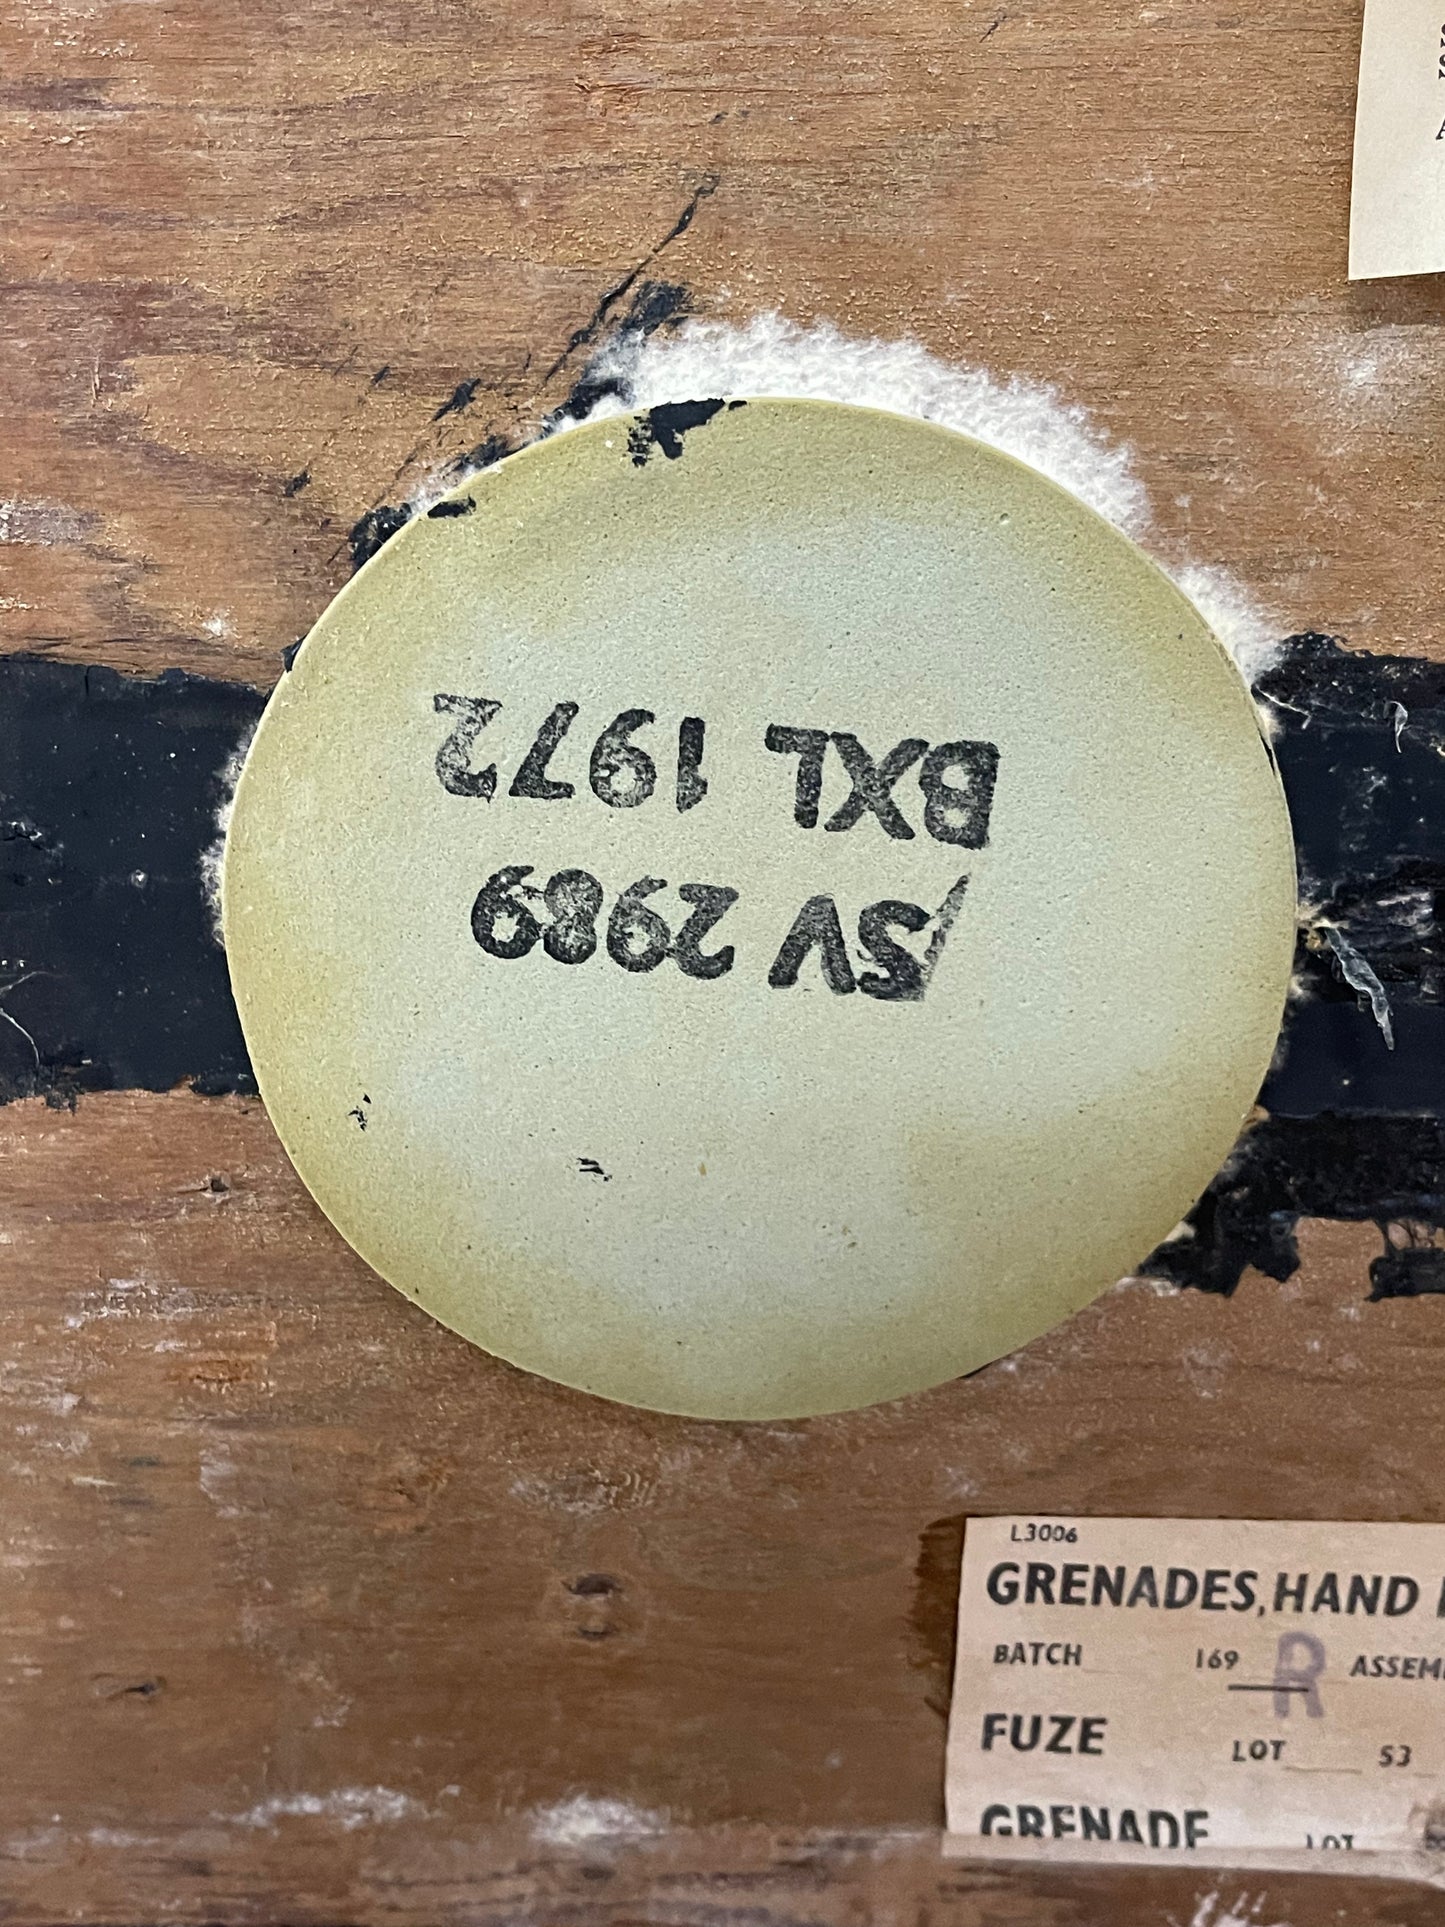 S
S
A
SV 2989
BXL 1972
L3006
GRENADES, HAND
BATCH 169 R ASSEM
FUZE LOT 53
GRENADE LOT